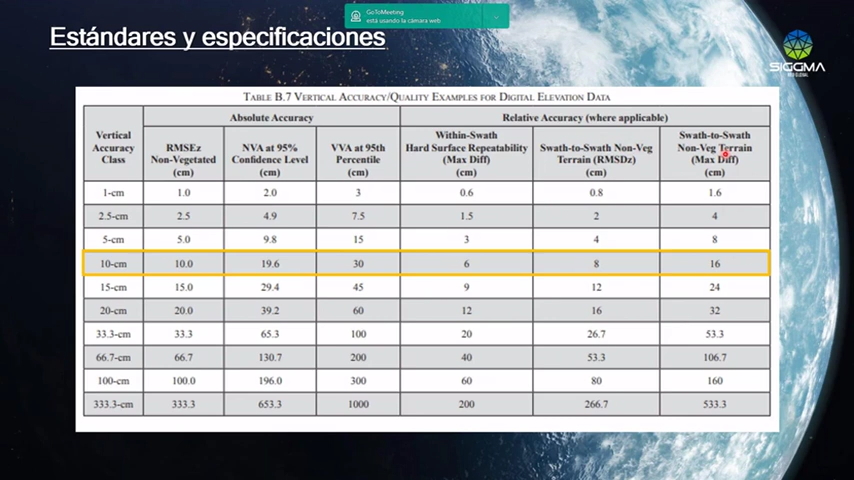 GoToMeeting
está usando la cámara web
Estándares y especificaciones
SIGGMA
TABLE B.7 VERTICAL ACCURACY/QUALITY EXAMPLES FOR DIGITAL ELEVATION DATA
Vertical Accuracy Class
Absolute Accuracy
Relative Accuracy (where applicable)
RMSEz Non-Vegetated (cm)
NVA at 95% Confidence Level (cm)
VVA at 95th Percentile (cm)
Within-Swath Hard Surface Repeatability (Max Diff) (cm)
Swath-to-Swath Non-Veg Terrain (RMSDz) (cm)
Swath-to-Swath Non-Veg Terrain (Max Diff) (cm)
1-cm 1.0 2.0 3 0.6 0.8 1.6
2.5-cm 2.5 4.9 7.5 1.5 2 4
5-cm 5.0 9.8 15 3 4 8
10-cm 10.0 19.6 30 6 8 16
15-cm 15.0 29.4 45 9 12 24
20-cm 20.0 39.2 60 12 16 32
33.3-cm 33.3 65.3 100 20 26.7 53.3
66.7-cm 66.7 130.7 200 40 53.3 106.7
100-cm 100.0 196.0 300 60 80 160
333.3-cm 333.3 653.3 1000 200 266.7 533.3